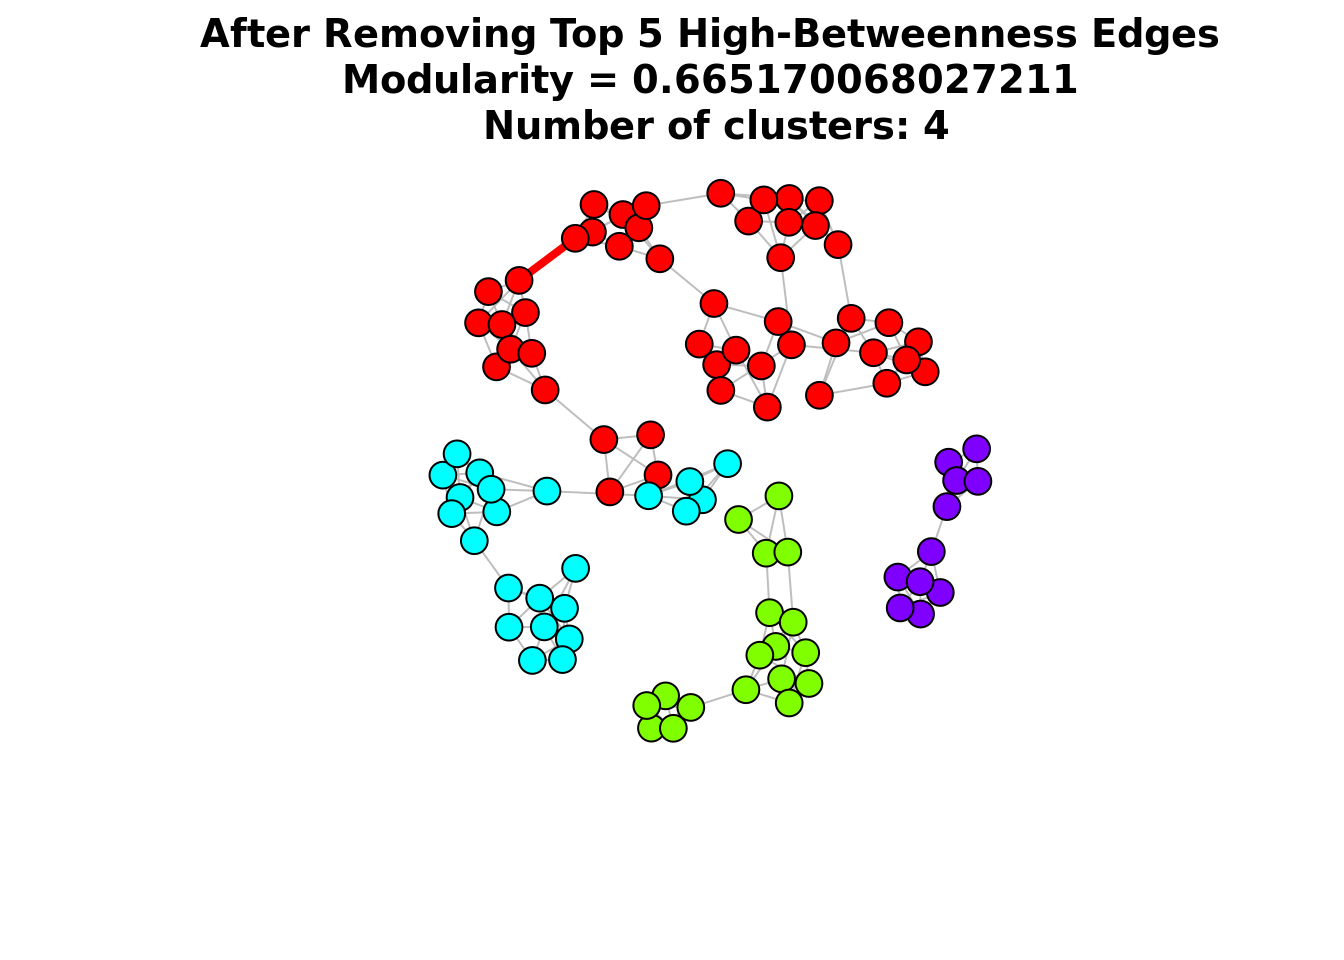 After Removing Top 5 High-Betweenness Edges
Modularity = 0.665170068027211
Number of clusters: 4